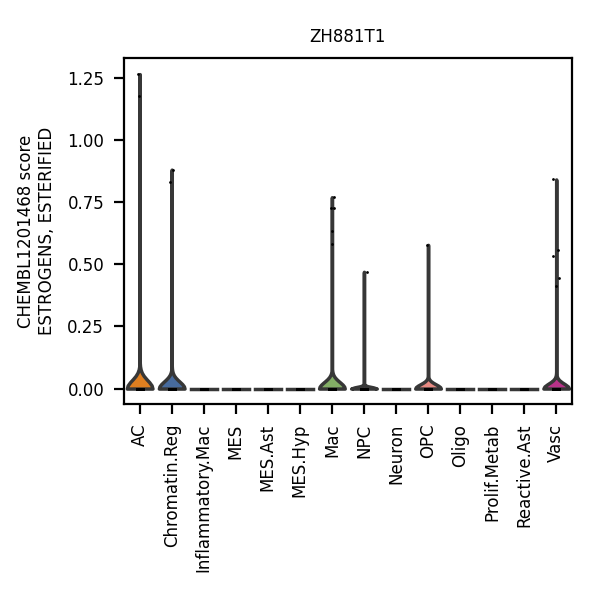 ZH881T1
CHEMBL1201468 score
ESTROGENS, ESTERIFIED
1.25
1.00
0.75
0.50
0.25
0.00
AC
Chromatin.Reg
Inflammatory.Mac
MES
MES.Ast
MES.Hyp
Mac
NPC
Neuron
OPC
Oligo
Prolif.Metab
Reactive.Ast
Vasc